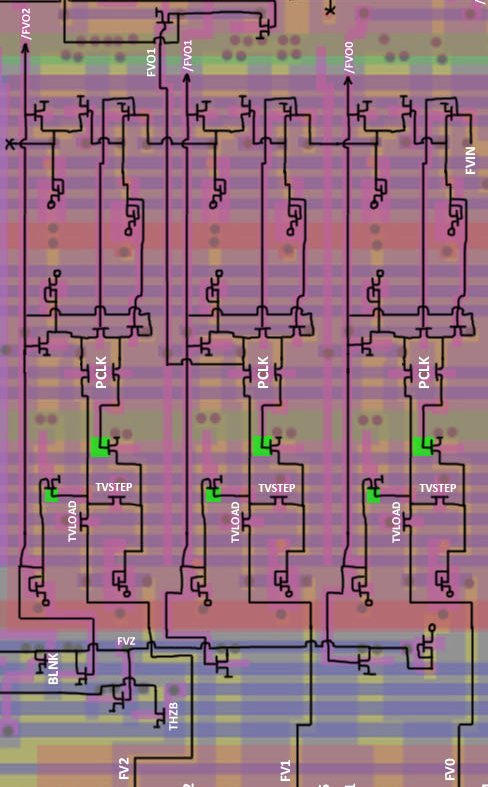 /FVO2
FVO1
/FVO1
/FVO0
FVIN
PCLK
PCLK
PCLK
TVSTEP
TVSTEP
TVSTEP
TVLOAD
TVLOAD
TVLOAD
FVZ
BLNK
THZB
FV2
FV1
FV0